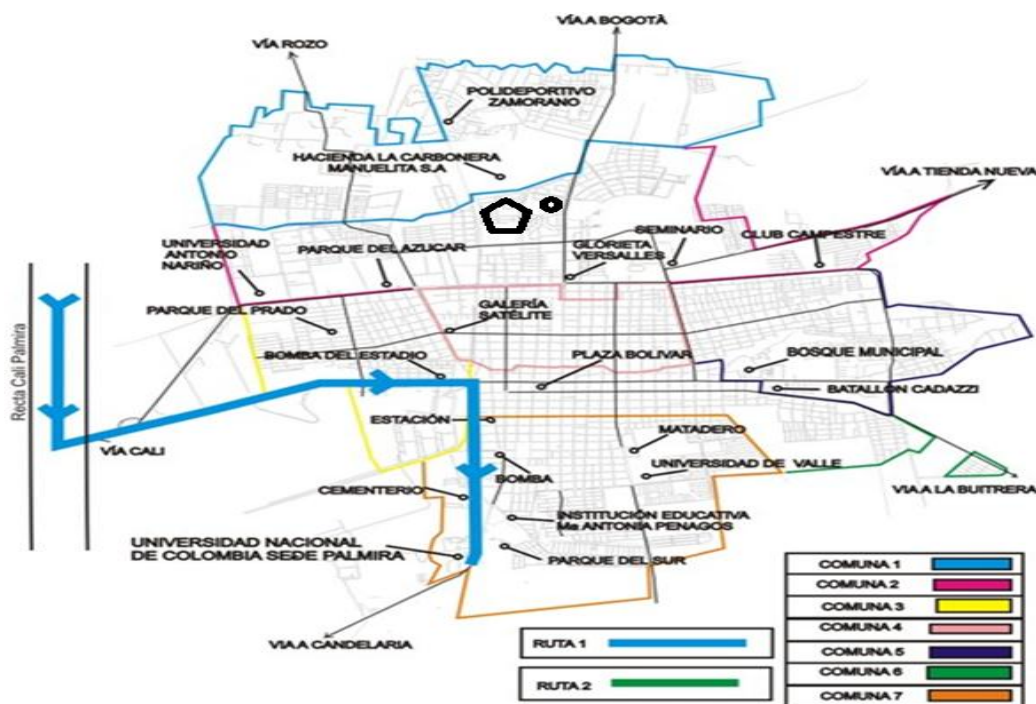 VÍA A BOGOTÀ
VÍA ROZO
POLIDEPORTIVO
ZAMORANO
HACIENDA LA CARBONERA
MANUELITA S.A
VÍA A TIENDA NUEVA
UNIVERSIDAD
ANTONIO
NARIÑO
PARQUE DEL AZUCAR
SEMINARIO
GLORIETA
VERSALLES
CLUB CAMPESTRE
PARQUE DEL PRADO
GALERÍA
SATÉLITE
BOMBA DEL ESTADIO
PLAZA BOLIVAR
BOSQUE MUNICIPAL
BATALLÓN CADAZZI
Recta Cali Palmira
VÍA CALI
ESTACIÓN
MATADERO
BOMBA
UNIVERSIDAD DE VALLE
CEMENTERIO
VIA A LA BUITRERA
INSTITUCIÓN EDUCATIVA
Ma ANTONIA PENAGOS
UNIVERSIDAD NACIONAL
DE COLOMBIA SEDE PALMIRA
PARQUE DEL SUR
VIA A CANDELARIA
RUTA 1
RUTA 2
COMUNA 1
COMUNA 2
COMUNA 3
COMUNA 4
COMUNA 5
COMUNA 6
COMUNA 7